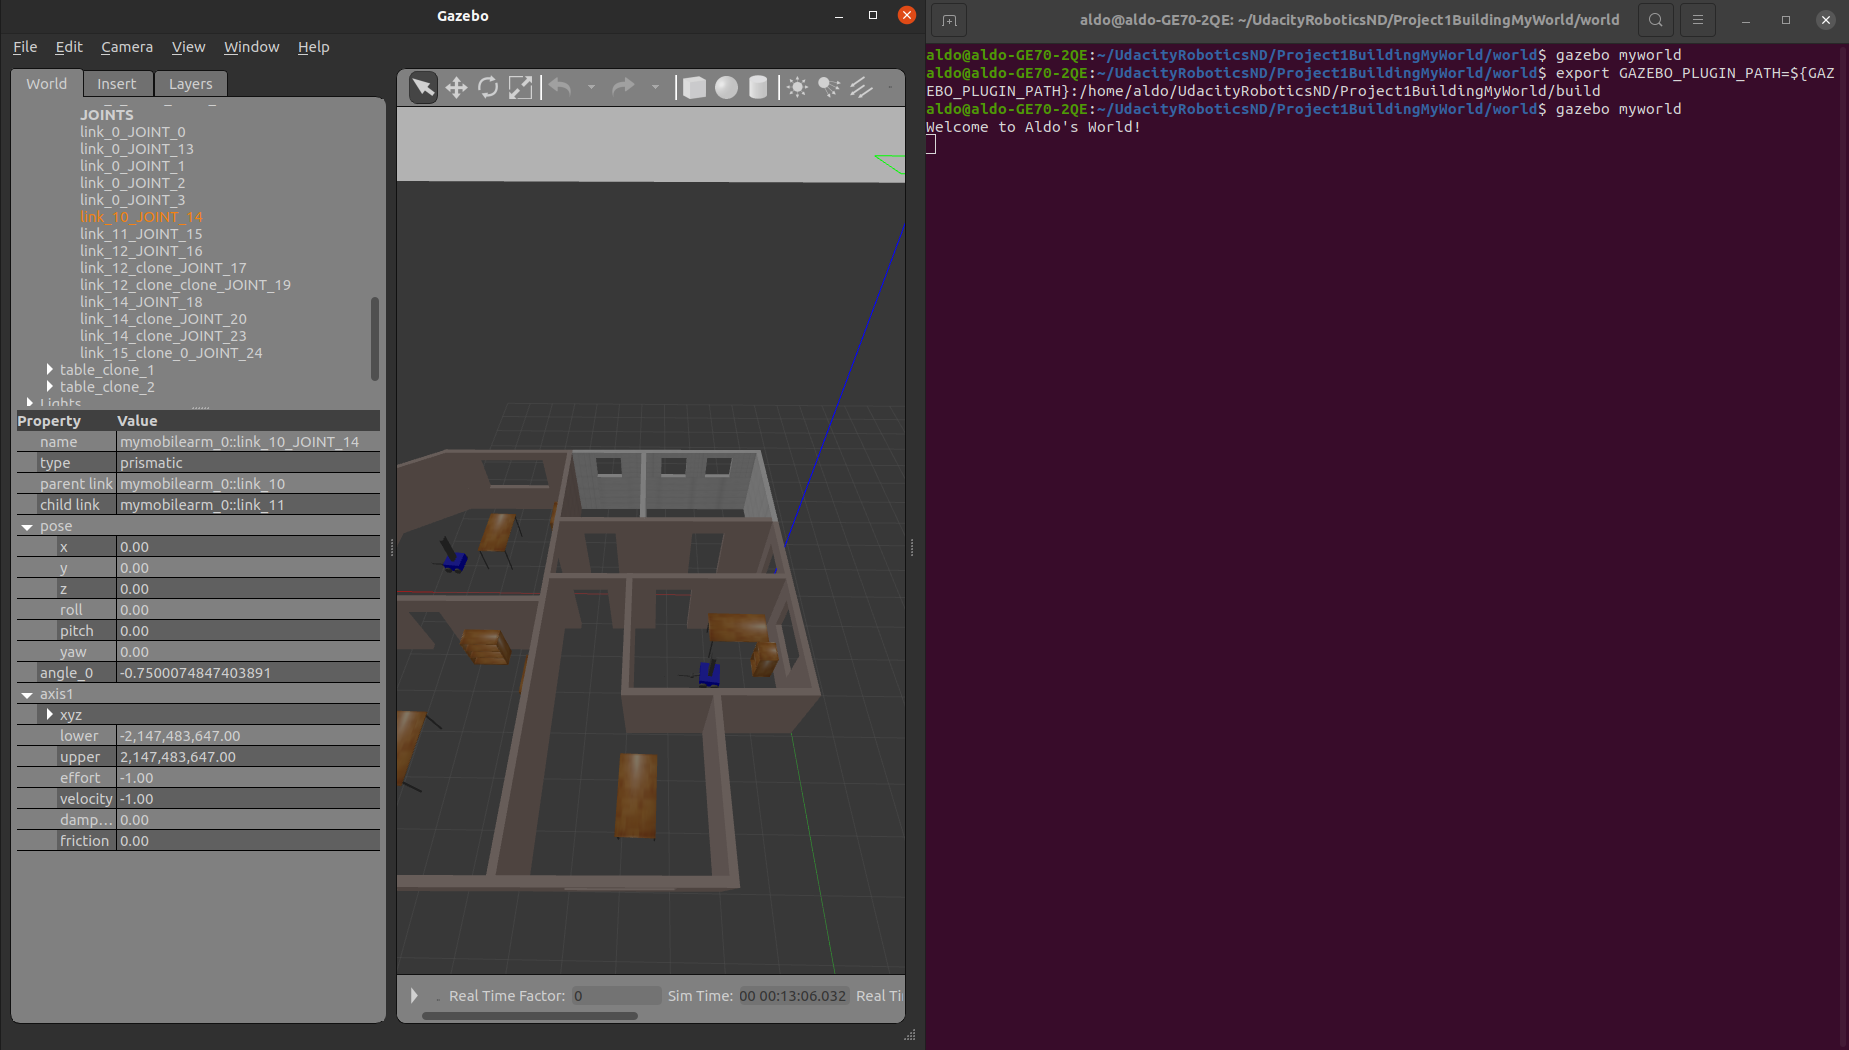 Gazebo
File Edit Camera View Window Help
World Insert Layers
JOINTS
link_0_JOINT_0
link_0_JOINT_13
link_0_JOINT_1
link_0_JOINT_2
link_0_JOINT_3
link_10_JOINT_14
link_11_JOINT_15
link_12_JOINT_16
link_12_clone_JOINT_17
link_12_clone_clone_JOINT_19
link_14_JOINT_18
link_14_clone_JOINT_20
link_14_clone_JOINT_23
link_15_clone_0_JOINT_24
table_clone_1
table_clone_2
Lights
Property Value
name mymobilearm_0::link_10_JOINT_14
type prismatic
parent link mymobilearm_0::link_10
child link mymobilearm_0::link_11
pose
x 0.00
y 0.00
z 0.00
roll 0.00
pitch 0.00
yaw 0.00
angle_0 -0.7500074847403891
axis1
xyz
lower -2,147,483,647.00
upper 2,147,483,647.00
effort -1.00
velocity -1.00
damp... 0.00
friction 0.00
Real Time Factor: 0 Sim Time: 00 00:13:06.032 Real Ti
aldo@aldo-GE70-2QE: ~/UdacityRoboticsND/Project1BuildingMyWorld/world
aldo@aldo-GE70-2QE:~/UdacityRoboticsND/Project1BuildingMyWorld/world$ gazebo myworld
aldo@aldo-GE70-2QE:~/UdacityRoboticsND/Project1BuildingMyWorld/world$ export GAZEBO_PLUGIN_PATH=${GAZ
EBO_PLUGIN_PATH}:/home/aldo/UdacityRoboticsND/Project1BuildingMyWorld/build
aldo@aldo-GE70-2QE:~/UdacityRoboticsND/Project1BuildingMyWorld/world$ gazebo myworld
Welcome to Aldo's World!